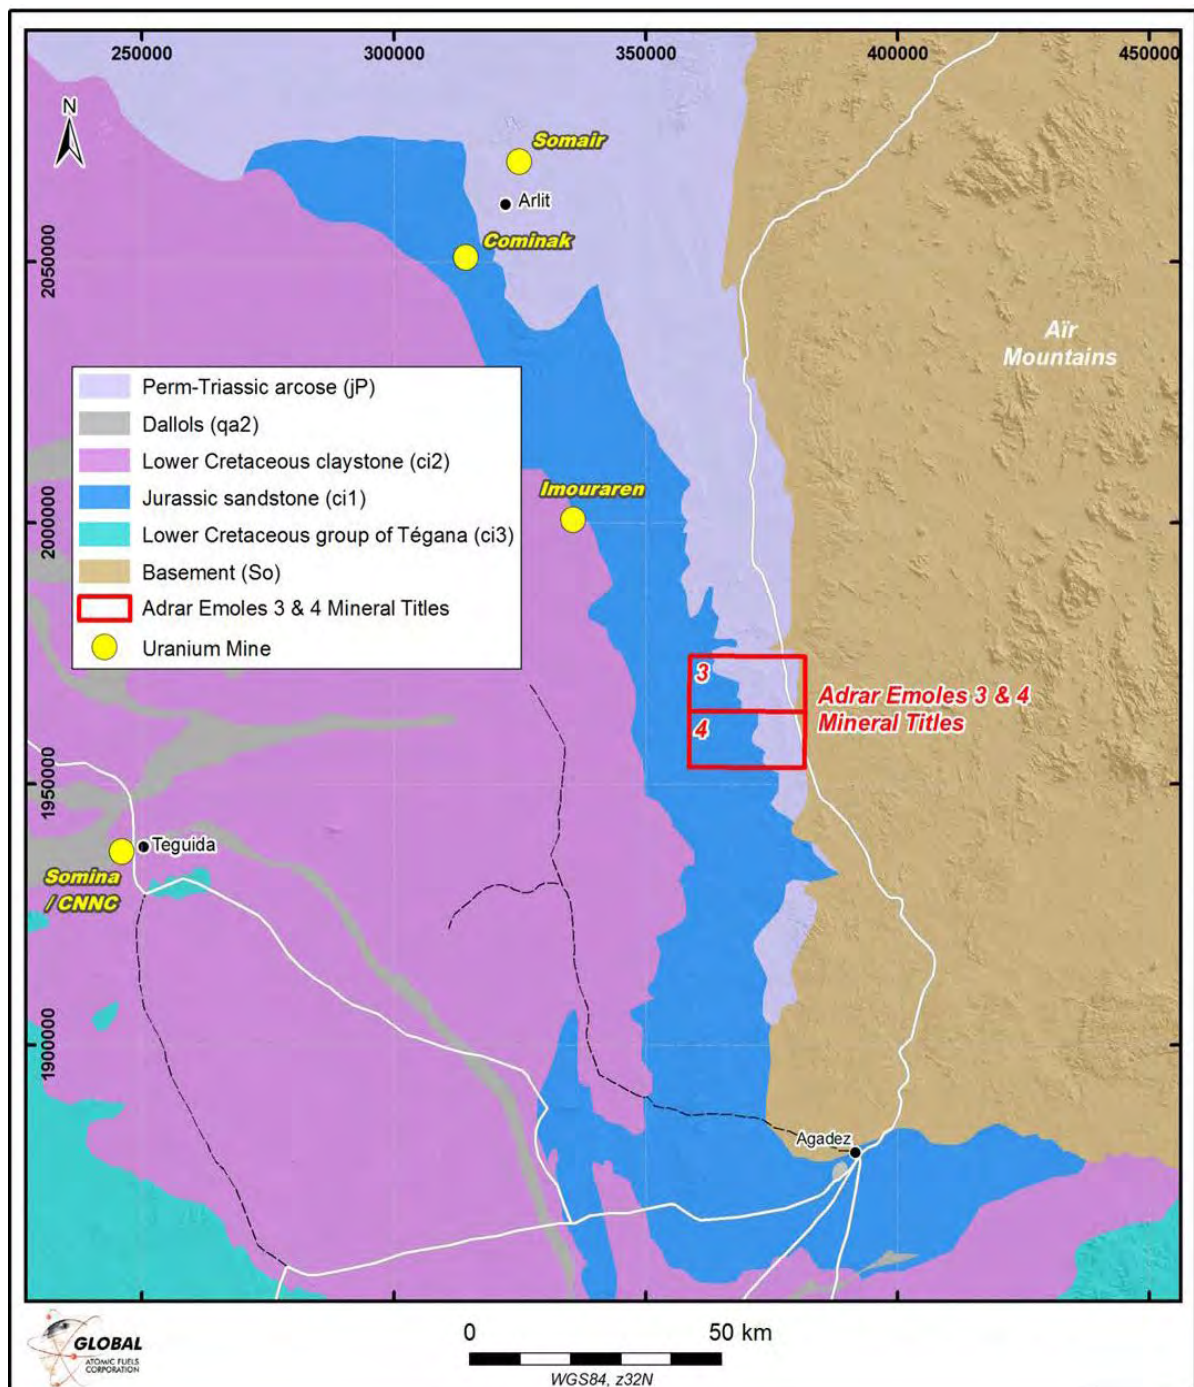 250000
300000
350000
400000
450000
N
Somair
Arlit
2050000
Cominak
Aïr
Mountains
Perm-Triassic arcose (jP)
Dallols (qa2)
Lower Cretaceous claystone (ci2)
Jurassic sandstone (ci1)
Lower Cretaceous group of Tégana (ci3)
Basement (So)
Adrar Emoles 3 & 4 Mineral Titles
Uranium Mine
Imouraren
2000000
3
4
Adrar Emoles 3 & 4
Mineral Titles
1950000
Teguida
Somina
/ CNNC
1900000
Agadez
GLOBAL
ATOMIC FUELS
CORPORATION
0
50 km
WGS84, z32N